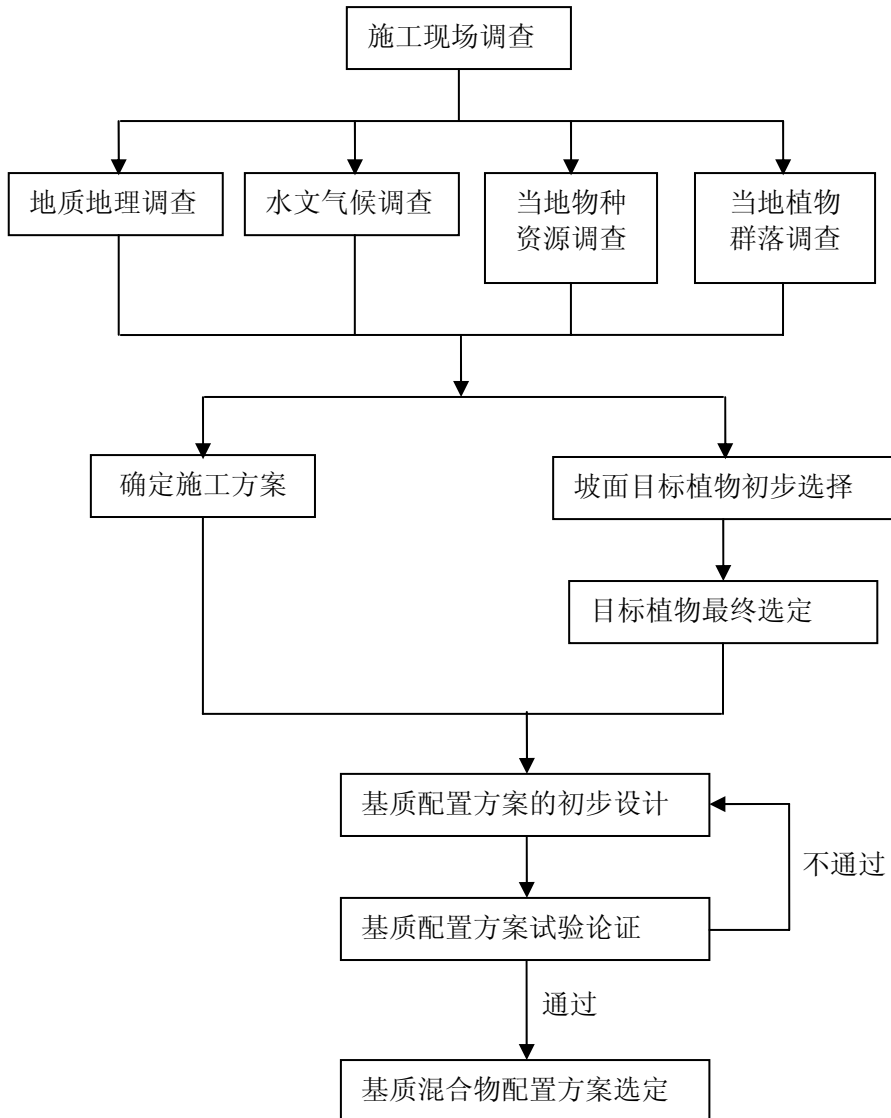 施工现场调查
地质地理调查
水文气候调查
当地物种
资源调查
当地植物
群落调查
确定施工方案
坡面目标植物初步选择
目标植物最终选定
基质配置方案的初步设计
不通过
基质配置方案试验论证
通过
基质混合物配置方案选定